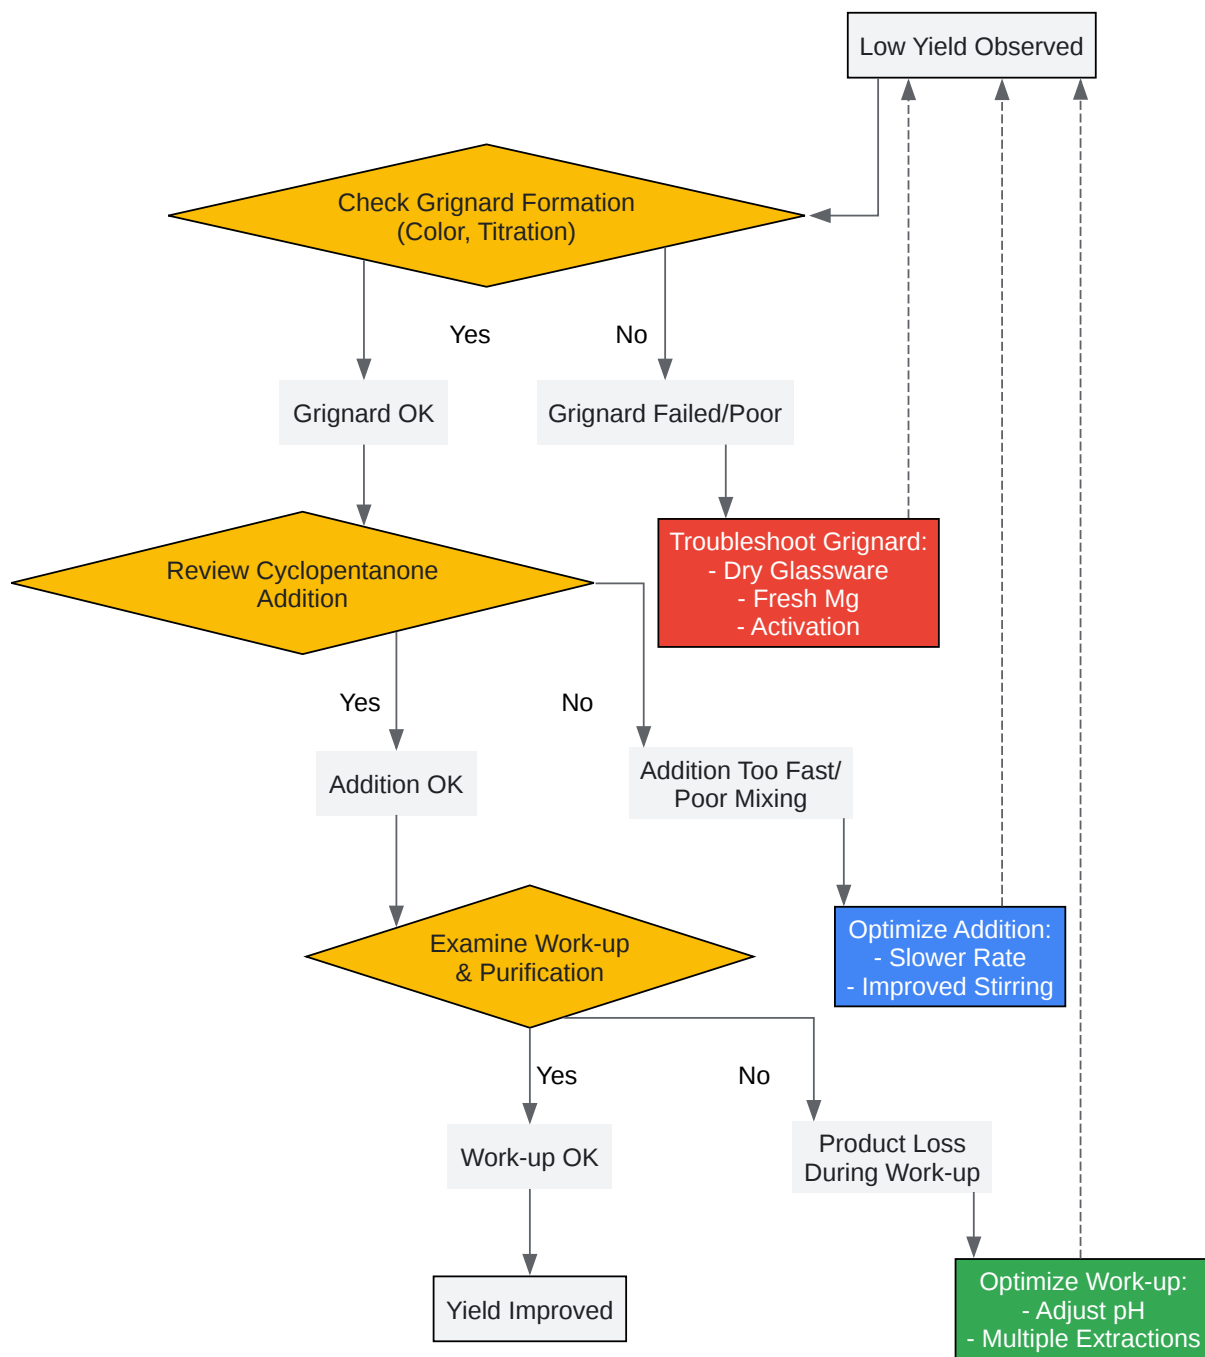 Low Yield Observed
Check Grignard Formation
(Color, Titration)
Yes
No
Grignard OK
Grignard Failed/Poor
Review Cyclopentanone
Addition
Troubleshoot Grignard:
- Dry Glassware
- Fresh Mg
- Activation
Yes
No
Addition OK
Addition Too Fast/
Poor Mixing
Examine Work-up
& Purification
Optimize Addition:
- Slower Rate
- Improved Stirring
Yes
No
Work-up OK
Product Loss
During Work-up
Yield Improved
Optimize Work-up:
- Adjust pH
- Multiple Extractions